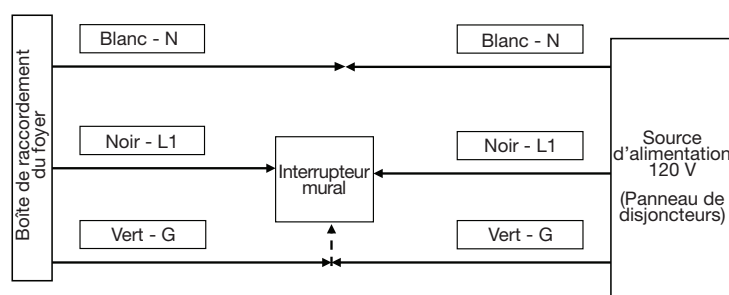 Boîte de raccordement
du foyer
Blanc - N
Blanc - N
Noir - L1
Noir - L1
Interrupteur
mural
Vert - G
Vert - G
Source
d'alimentation
120 V
(Panneau de
disjoncteurs)